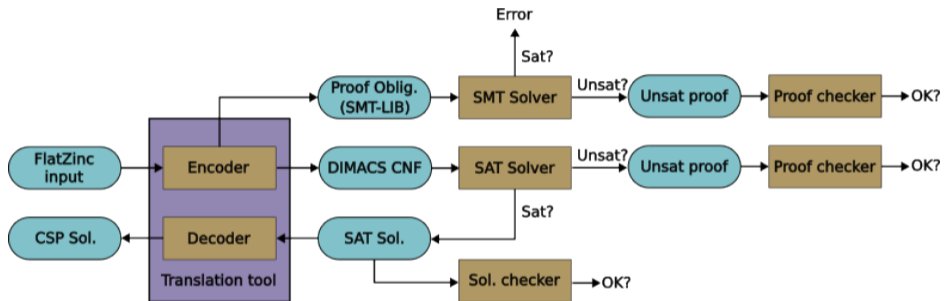 Error
Sat?
Proof Oblig.
(SMT-LIB)
SMT Solver
Unsat?
Unsat proof
Proof checker
OK?
FlatZinc
input
Encoder
DIMACS CNF
SAT Solver
Unsat?
Unsat proof
Proof checker
OK?
Sat?
CSP Sol.
Decoder
SAT Sol.
Translation tool
Sol. checker
OK?